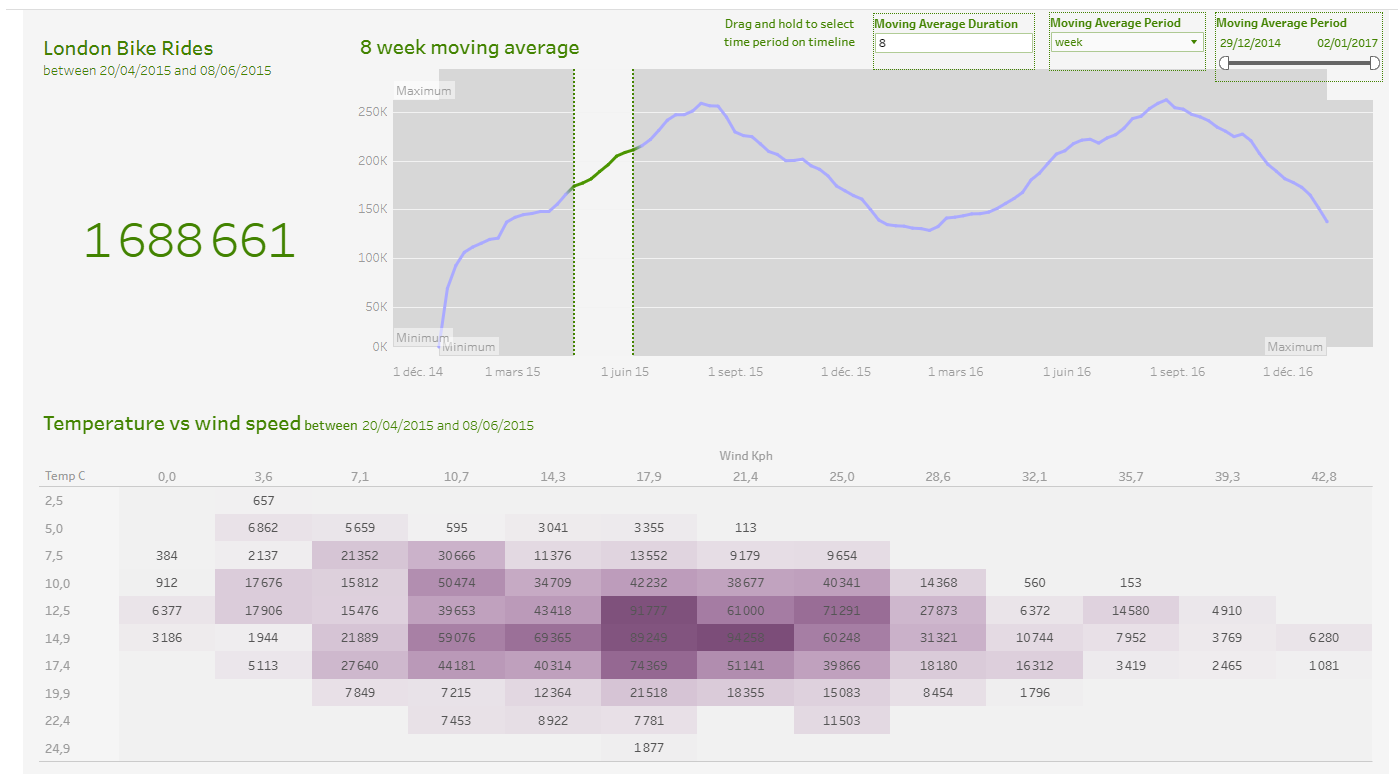 London Bike Rides
between 20/04/2015 and 08/06/2015
8 week moving average
Drag and hold to select
time period on timeline
Moving Average Duration
8
Moving Average Period
week
Moving Average Period
29/12/2014 02/01/2017
1 688 661
Maximum
250K
200K
150K
100K
50K
0K
Minimum
Minimum
Maximum
1 déc. 14 1 mars 15 1 juin 15 1 sept. 15 1 déc. 15 1 mars 16 1 juin 16 1 sept. 16 1 déc. 16
Temperature vs wind speed between 20/04/2015 and 08/06/2015
Wind Kph
Temp C 0,0 3,6 7,1 10,7 14,3 17,9 21,4 25,0 28,6 32,1 35,7 39,3 42,8
2,5 657
5,0 6 862 5 659 595 3 041 3 355 113
7,5 384 2 137 21 352 30 666 11 376 13 552 9 179 9 654
10,0 912 17 676 15 812 50 474 34 709 42 232 38 677 40 341 14 368 560 153
12,5 6 377 17 906 15 476 39 653 43 418 91 777 61 000 71 291 27 873 6 372 14 580 4 910
14,9 3 186 1 944 21 889 59 076 69 365 89 249 94 258 60 248 31 321 10 744 7 952 3 769 6 280
17,4 5 113 27 640 44 181 40 314 74 369 51 141 39 866 18 180 16 312 3 419 2 465 1 081
19,9 7 849 7 215 12 364 21 518 18 355 15 083 8 454 1 796
22,4 7 453 8 922 7 781 11 503
24,9 1 877